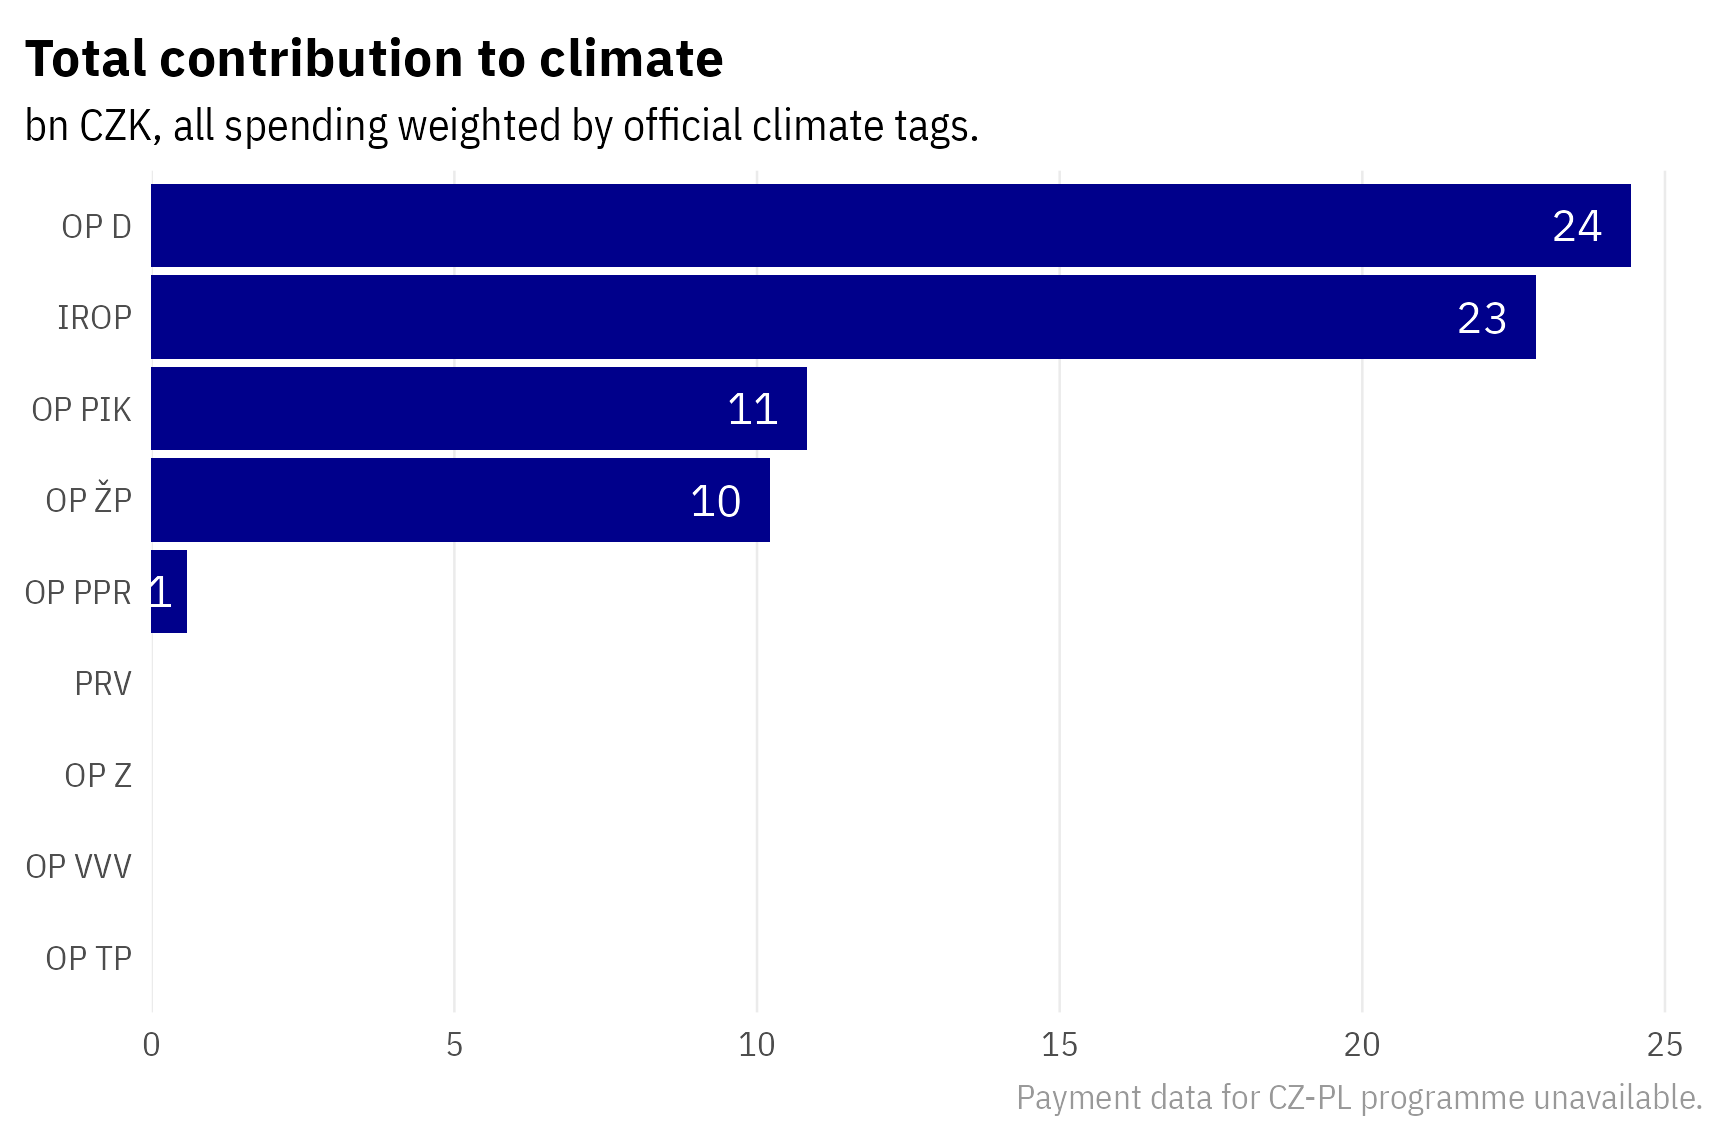 Total contribution to climate
bn CZK, all spending weighted by official climate tags.
OP D 24
IROP 23
OP PIK 11
OP ŽP 10
OP PPR 1
PRV
OP Z
OP VVV
OP TP
0 5 10 15 20 25
Payment data for CZ-PL programme unavailable.